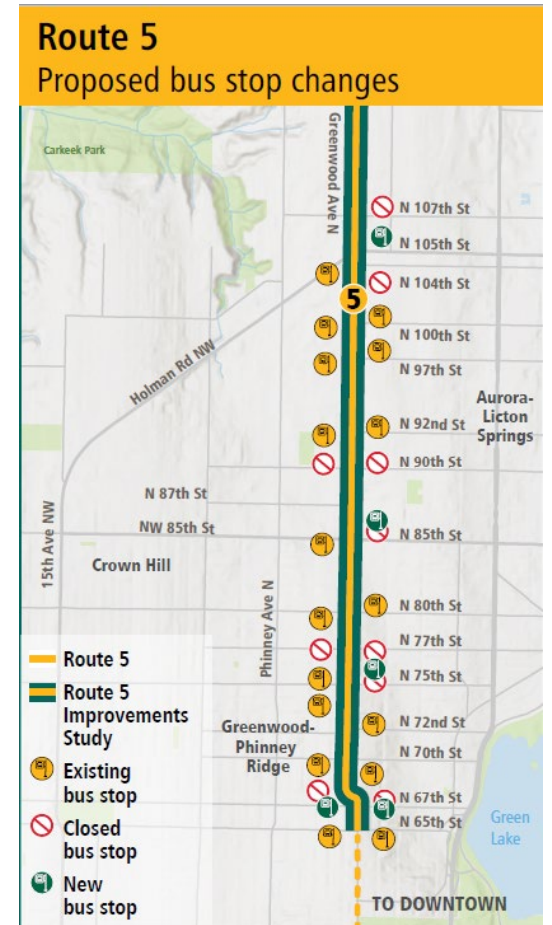 Route 5
Proposed bus stop changes
Carkeek Park
Greenwood Ave N
N 107th St
N 105th St
N 104th St
5
N 100th St
N 97th St
Holman Rd NW
Aurora-
Licton
Springs
N 92nd St
N 90th St
N 87th St
15th Ave NW
NW 85th St
N 85th St
Crown Hill
Phinney Ave N
N 80th St
N 77th St
N 75th St
Greenwood-
Phinney
Ridge
N 72nd St
N 70th St
N 67th St
N 65th St
Green
Lake
TO DOWNTOWN
Route 5
Route 5
Improvements
Study
Existing
bus stop
Closed
bus stop
New
bus stop